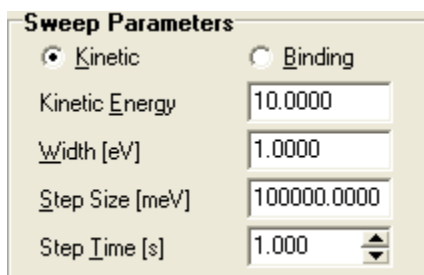 Sweep Parameters
Kinetic Binding
Kinetic Energy 10.0000
Width [eV] 1.0000
Step Size [meV] 100000.0000
Step Time [s] 1.000